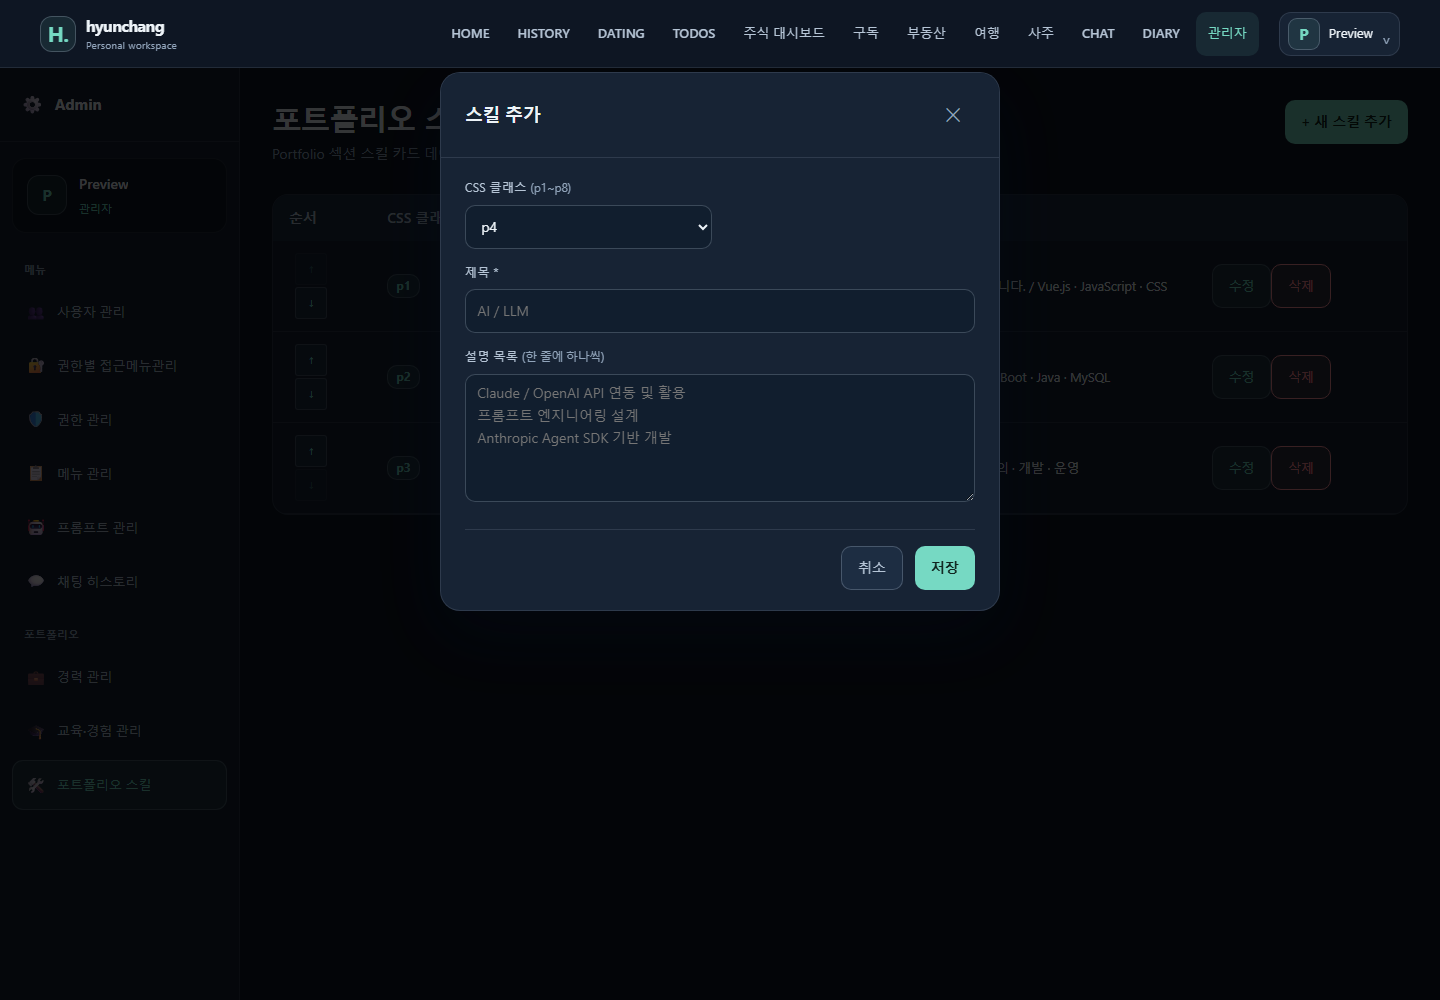 H.
hyunchang
Personal workspace
HOME
HISTORY
DATING
TODOS
주식 대시보드
구독
부동산
여행
사주
CHAT
DIARY
관리자
P
Preview
v
Admin
P
Preview
관리자
메뉴
사용자 관리
권한별 접근메뉴관리
권한 관리
메뉴 관리
프롬프트 관리
채팅 히스토리
포트폴리오
경력 관리
교육·경험 관리
포트폴리오 스킬
포트폴리오
Portfolio 섹션 스킬 카드 데
+ 새 스킬 추가
순서
CSS 클래
↑
↓
p1
니다. / Vue.js · JavaScript · CSS
수정
삭제
↑
↓
p2
Boot · Java · MySQL
수정
삭제
↑
↓
p3
· 개발 · 운영
수정
삭제
스킬 추가
CSS 클래스 (p1~p8)
p4
제목 *
AI / LLM
설명 목록 (한 줄에 하나씩)
Claude / OpenAI API 연동 및 활용
프롬프트 엔지니어링 설계
Anthropic Agent SDK 기반 개발
취소
저장